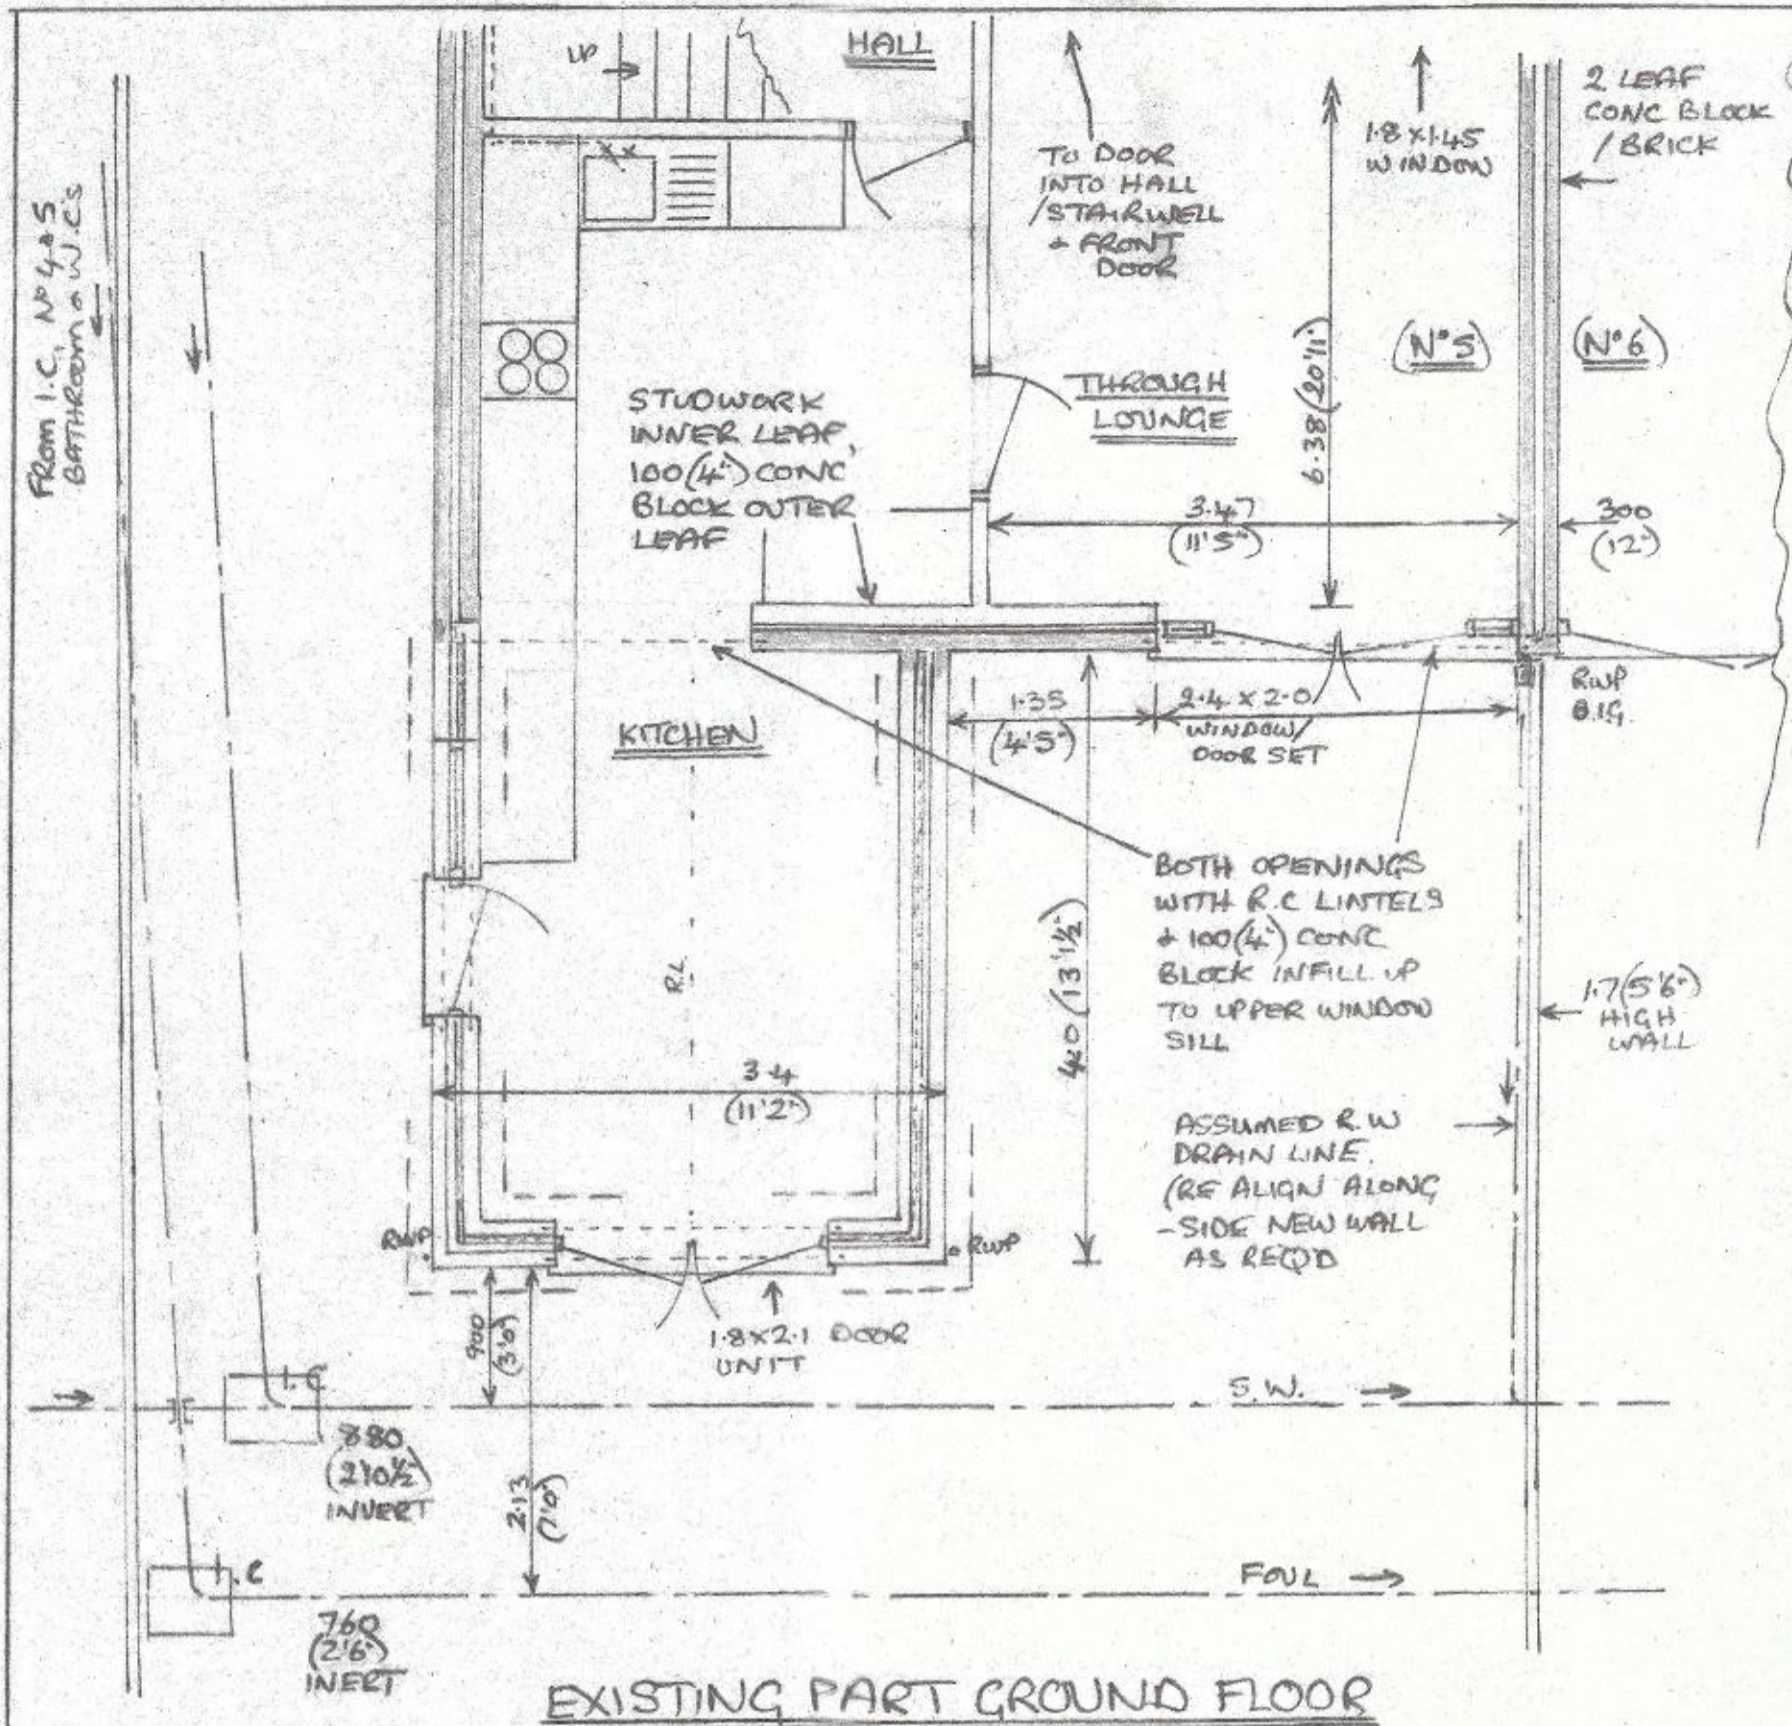 UP
HALL
2 LEAF
CONC BLOCK
/ BRICK
1.8 x 1.45
WINDOW
TO DOOR
INTO HALL
/STAIRWELL
+ FRONT
DOOR
FROM I.C, No 4+5
BATHROOM & W.C's
(No 5)
(No 6)
6.38 (20'11")
THROUGH
LOUNGE
STUDWORK
INNER LEAF,
100(4") CONC
BLOCK OUTER
LEAF
3.47
(11'5")
300
(12")
KITCHEN
1.35
(4'5")
2.4 x 2.0
WINDOW/
DOOR SET
RWP
B.I.G.
R.L
BOTH OPENINGS
WITH R.C LINTELS
+ 100(4") CONC
BLOCK INFILL UP
TO UPPER WINDOW
SILL
4.0 (13'1½")
1.7(5'6")
HIGH
WALL
3.4
(11'2")
ASSUMED R.W
DRAIN LINE.
(RE ALIGN ALONG
-SIDE NEW WALL
AS REQ'D
RWP
RWP
900
(3'0")
1.8x2.1 DOOR
UNIT
I.C
S.W.
880
(2'10½")
INVERT
2.13
(7'0")
I.C
FOUL
760
(2'6")
INERT
EXISTING PART GROUND FLOOR